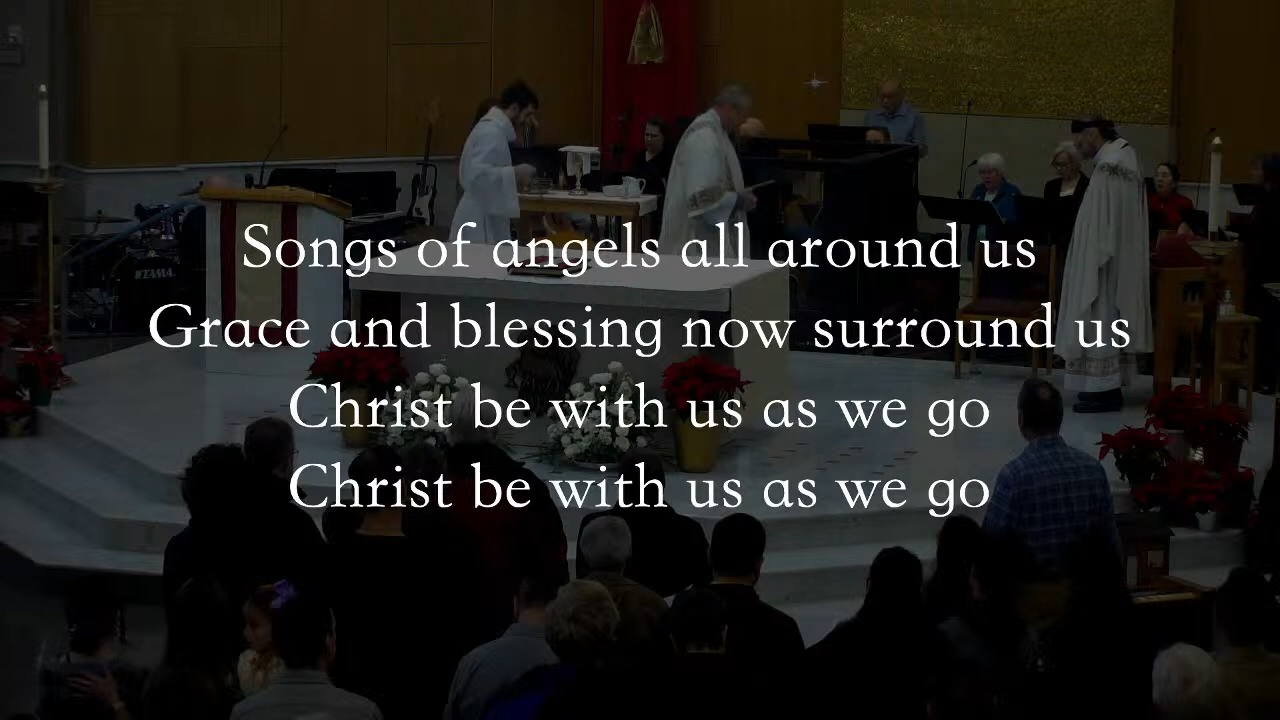 Songs of angels all around us
Grace and blessing now surround us
Christ be with us as we go
Christ be with us as we go
TAMA